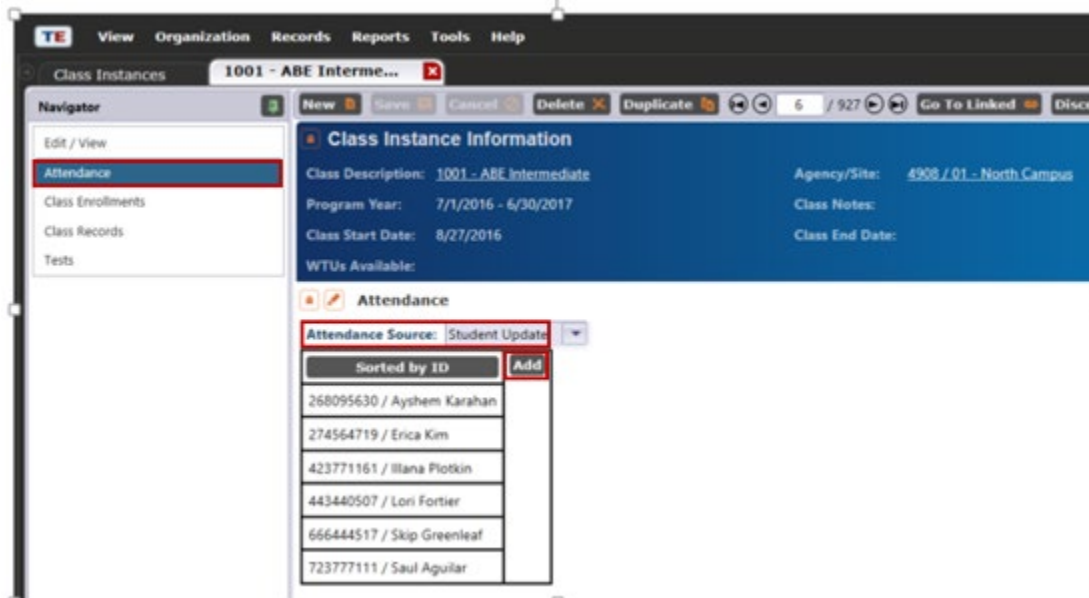 TE View Organization Records Reports Tools Help
Class Instances 1001 - ABE Interme...
Navigator New Save Cancel Delete Duplicate 6 / 927 Go To Linked Disc
Edit / View
Attendance
Class Enrollments
Class Records
Tests
Class Instance Information
Class Description: 1001 - ABE Intermediate Agency/Site: 4908 / 01 - North Campus
Program Year: 7/1/2016 - 6/30/2017 Class Notes:
Class Start Date: 8/27/2016 Class End Date:
WTUs Available:
Attendance
Attendance Source: Student Update
Sorted by ID Add
268095630 / Ayshem Karahan
274564719 / Erica Kim
423771161 / Illana Plotkin
443440507 / Lori Fortier
666444517 / Skip Greenleaf
723777111 / Saul Aguilar